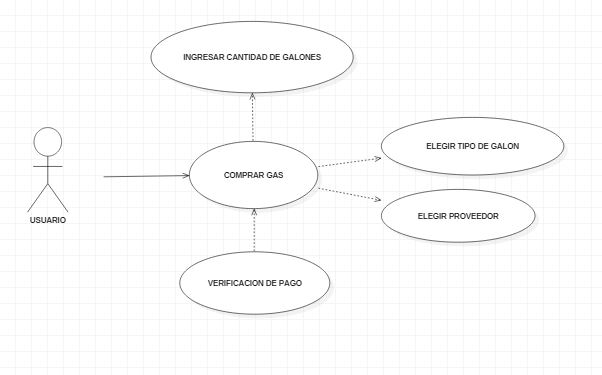 INGRESAR CANTIDAD DE GALONES
ELEGIR TIPO DE GALON
COMPRAR GAS
USUARIO
ELEGIR PROVEEDOR
VERIFICACION DE PAGO